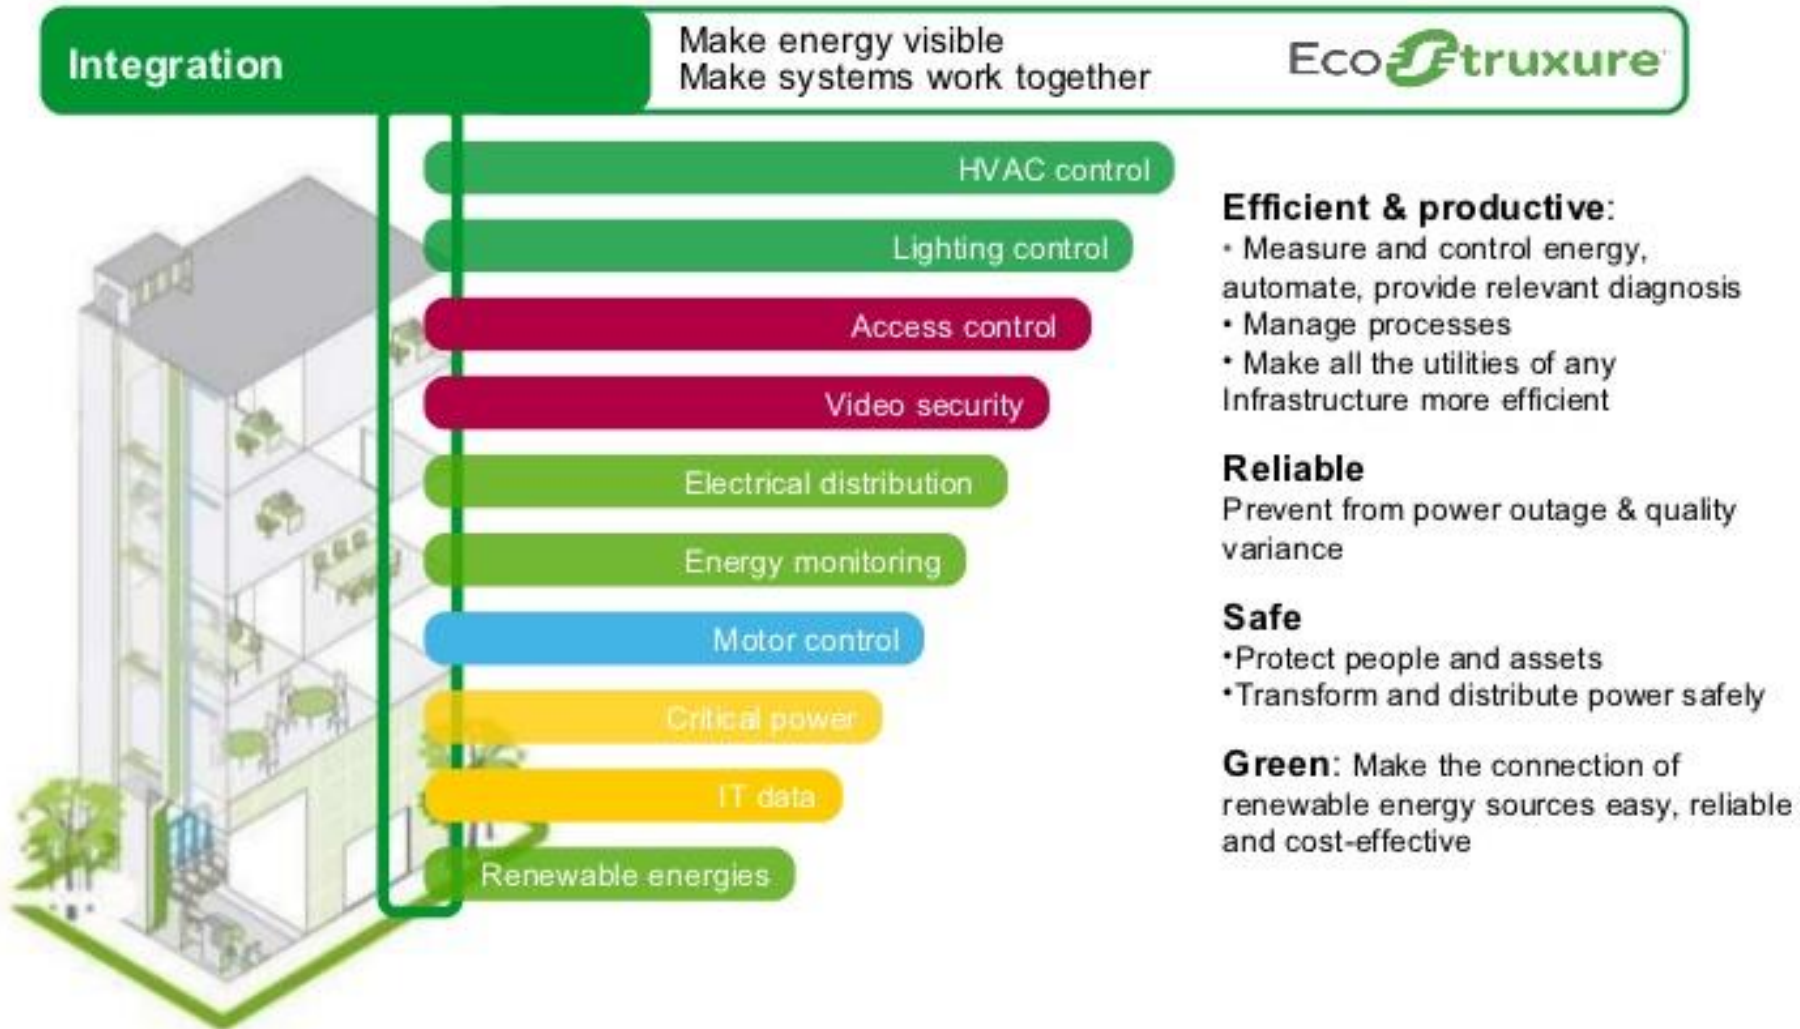 Integration
Make energy visible
Make systems work together
EcoStruxure
HVAC control
Lighting control
Access control
Video security
Electrical distribution
Energy monitoring
Motor control
Critical power
IT data
Renewable energies
Efficient & productive:
• Measure and control energy,
automate, provide relevant diagnosis
• Manage processes
• Make all the utilities of any
Infrastructure more efficient
Reliable
Prevent from power outage & quality
variance
Safe
•Protect people and assets
•Transform and distribute power safely
Green: Make the connection of
renewable energy sources easy, reliable
and cost-effective